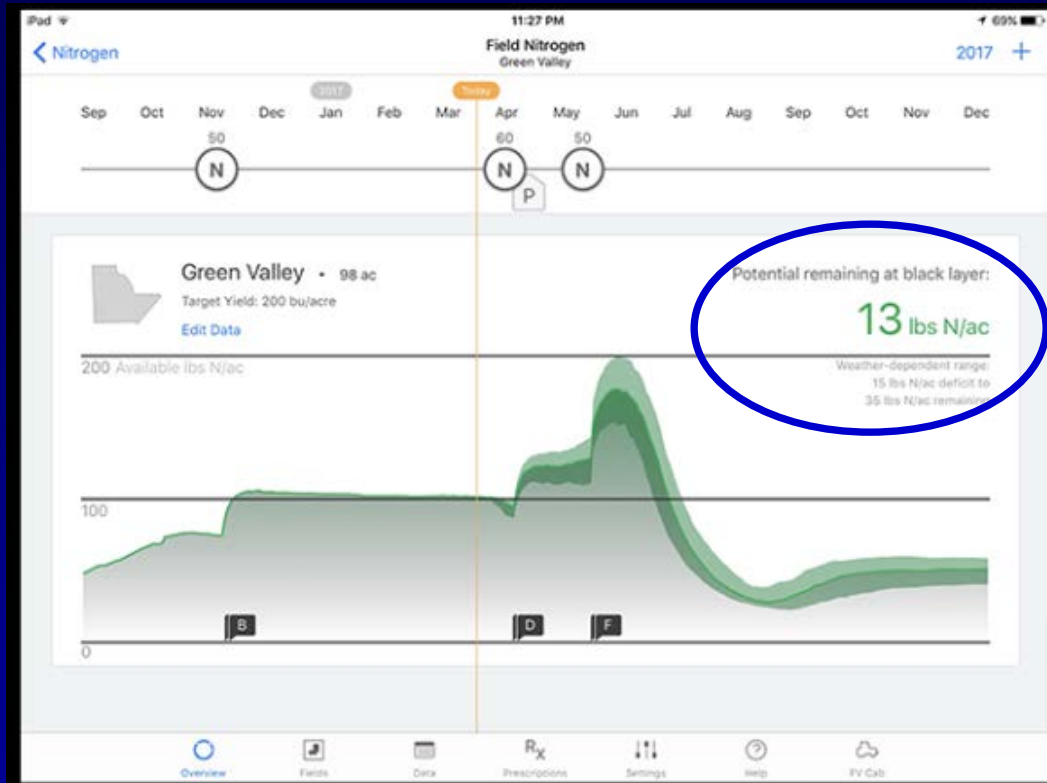 iPad 11:27 PM 69%
Nitrogen Field Nitrogen 2017 +
Green Valley
2017 Today
Sep Oct Nov Dec Jan Feb Mar Apr May Jun Jul Aug Sep Oct Nov Dec
50 60 50
N N N
P
Green Valley • 98 ac
Target Yield: 200 bu/acre
Edit Data
Potential remaining at black layer:
13 lbs N/ac
Weather-dependent range:
15 lbs N/ac deficit to
35 lbs N/ac remaining
200 Available lbs N/ac
100
B D F
0
Overview Fields Data Prescriptions Settings Help FV Cab
Rx